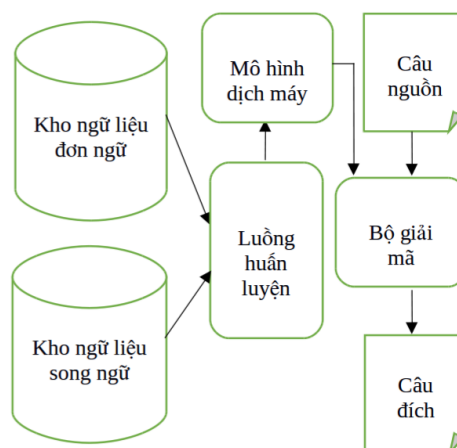 Kho ngữ liệu
đơn ngữ
Kho ngữ liệu
song ngữ
Luồng
huấn
luyện
Mô hình
dịch máy
Câu
nguồn
Bộ giải
mã
Câu
đích